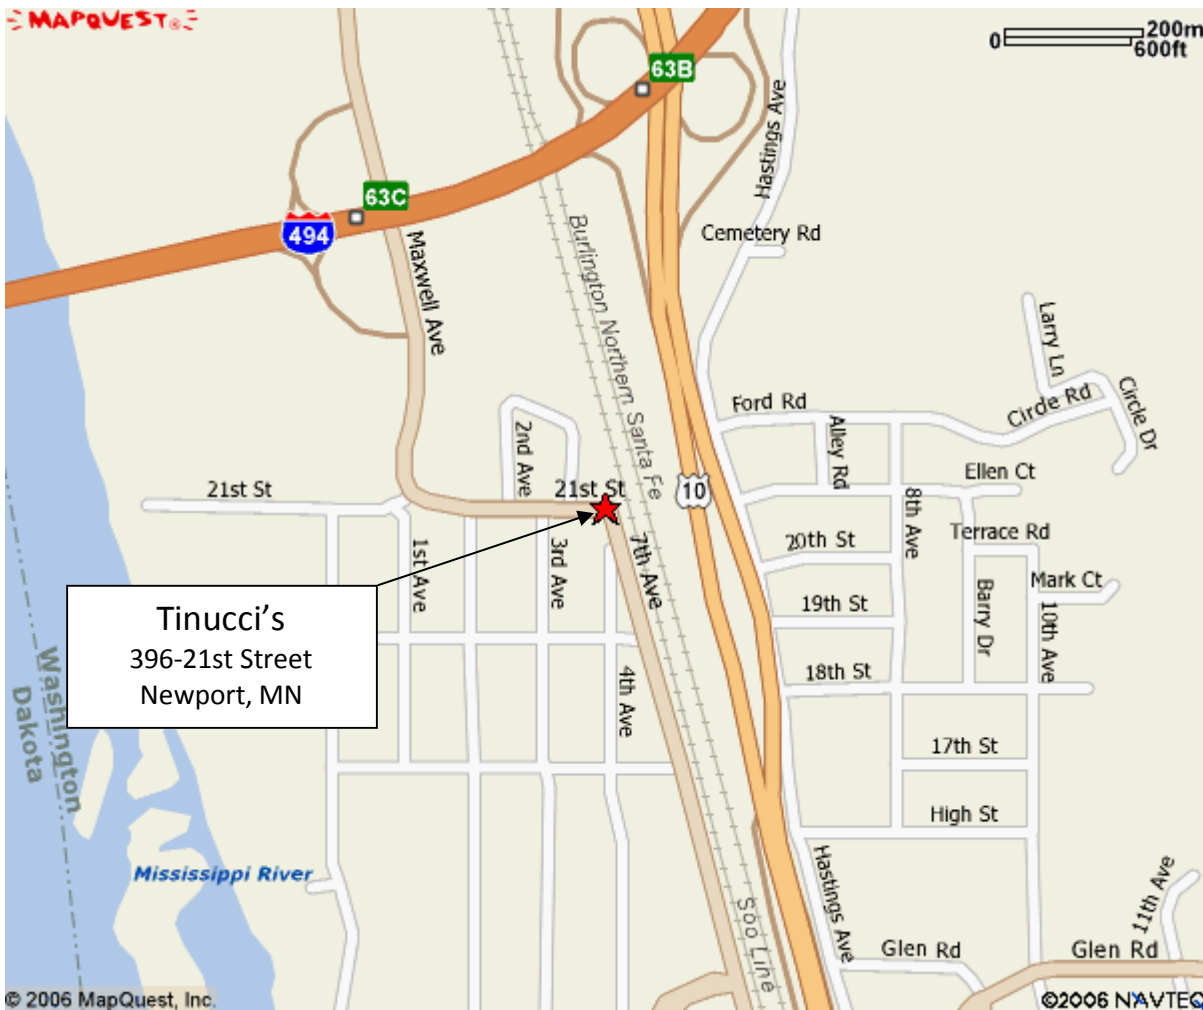 MAPQUEST®
0 200m
600ft
63B
Hastings Ave
63C
494
Cemetery Rd
Maxwell Ave
Burlington Northern Santa Fe
Larry Ln
Ford Rd
Circle Rd
Circle Dr
Alley Rd
2nd Ave
Ellen Ct
21st St
21st St
10
8th Ave
Terrace Rd
1st Ave
3rd Ave
7th Ave
20th St
Mark Ct
Barry Dr
10th Ave
Tinucci's
396-21st Street
Newport, MN
19th St
18th St
4th Ave
Washington
Dakota
17th St
High St
Mississippi River
Hastings Ave
11th Ave
Soo Line
Glen Rd
Glen Rd
© 2006 MapQuest, Inc.
©2006 NAVTEQ